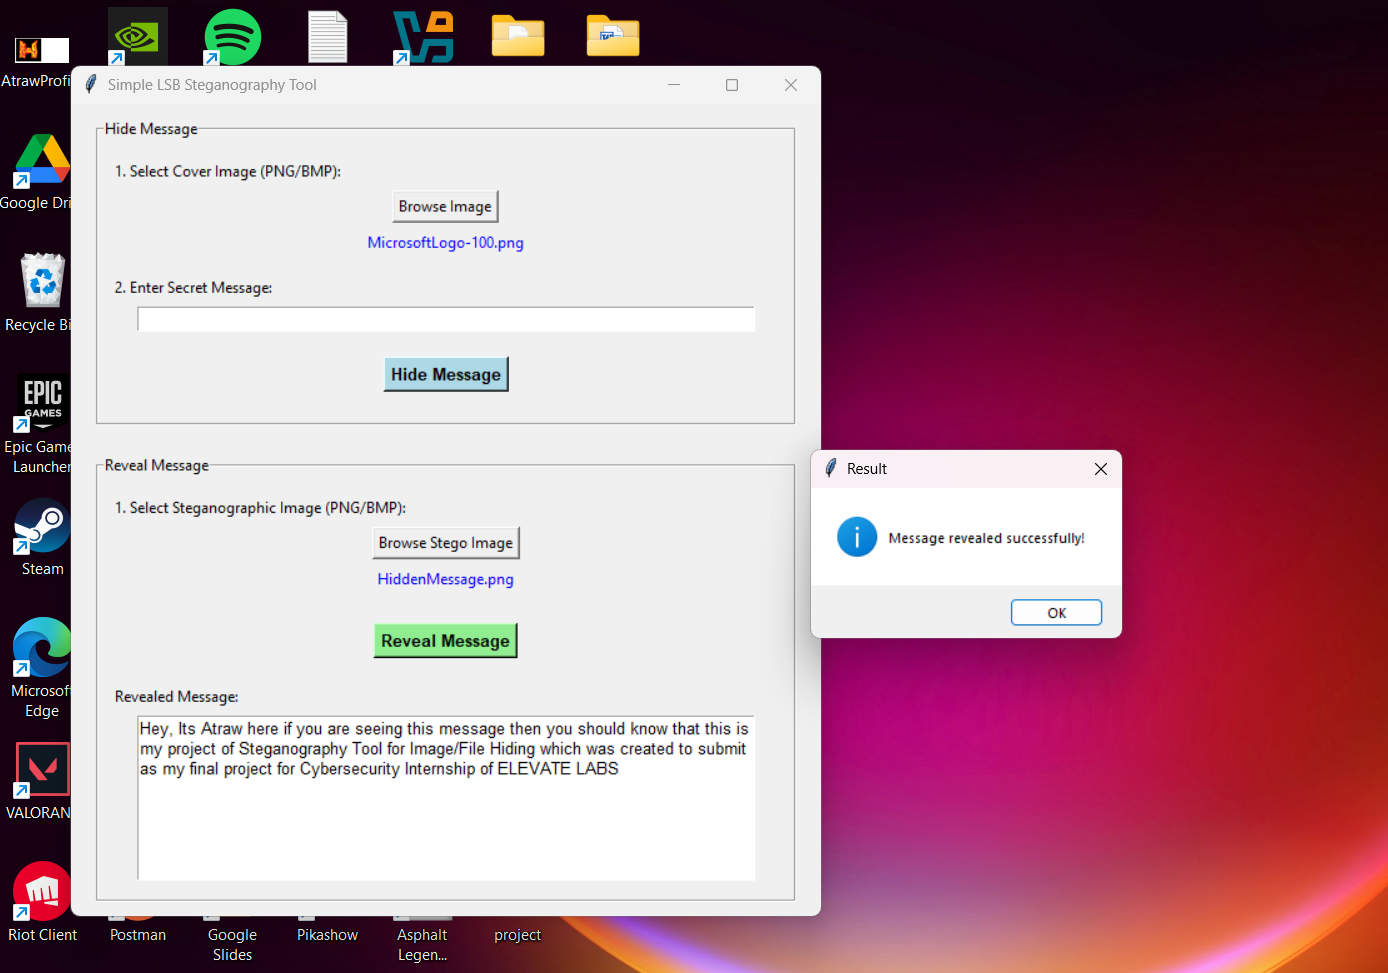 AtrawProfi
Simple LSB Steganography Tool
Hide Message
1. Select Cover Image (PNG/BMP):
Browse Image
MicrosoftLogo-100.png
2. Enter Secret Message:
Hide Message
Reveal Message
1. Select Steganographic Image (PNG/BMP):
Browse Stego Image
HiddenMessage.png
Reveal Message
Revealed Message:
Hey, Its Atraw here if you are seeing this message then you should know that this is
my project of Steganography Tool for Image/File Hiding which was created to submit
as my final project for Cybersecurity Internship of ELEVATE LABS
Result
Message revealed successfully!
OK
Google Dri
Recycle Bi
EPIC
GAMES
Epic Game
Launcher
Steam
Microsof
Edge
VALORAN
Riot Client
Postman
Google
Slides
Pikashow
Asphalt
Legen...
project